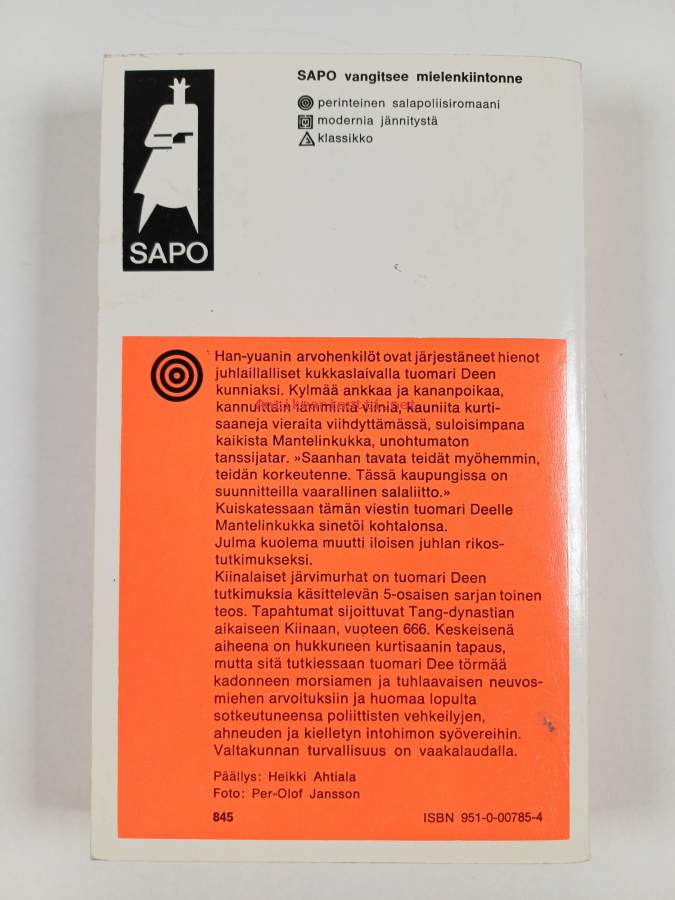 SAPO vangitsee mielenkiintonne
perinteinen salapoliisiromaani
modernia jännitystä
klassikko
SAPO
Han-yuanin arvohenkilöt ovat järjestäneet hienot
juhlaillalliset kukkaslaivalla tuomari Deen
kunniaksi. Kylmää ankkaa ja kananpoikaa,
kannuittain lämmintä viiniä, kauniita kurti-
saaneja vieraita viihdyttämässä, suloisimpana
kaikista Mantelinkukka, unohtumaton
tanssijatar. »Saanhan tavata teidät myöhemmin,
teidän korkeutenne. Tässä kaupungissa on
suunnitteilla vaarallinen salaliitto.»
Kuiskatessaan tämän viestin tuomari Deelle
Mantelinkukka sinetöi kohtalonsa.
Julma kuolema muutti iloisen juhlan rikos-
tutkimukseksi.
Kiinalaiset järvimurhat on tuomari Deen
tutkimuksia käsittelevän 5-osaisen sarjan toinen
teos. Tapahtumat sijoittuvat Tang-dynastian
aikaiseen Kiinaan, vuoteen 666. Keskeisenä
aiheena on hukkuneen kurtisaanin tapaus,
mutta sitä tutkiessaan tuomari Dee törmää
kadonneen morsiamen ja tuhlaavaisen neuvos-
miehen arvoituksiin ja huomaa lopulta
sotkeutuneensa poliittisten vehkeilyjen,
ahneuden ja kielletyn intohimon syövereihin.
Valtakunnan turvallisuus on vaakalaudalla.
Päällys: Heikki Ahtiala
Foto: Per-Olof Jansson
845
ISBN 951-0-00785-4